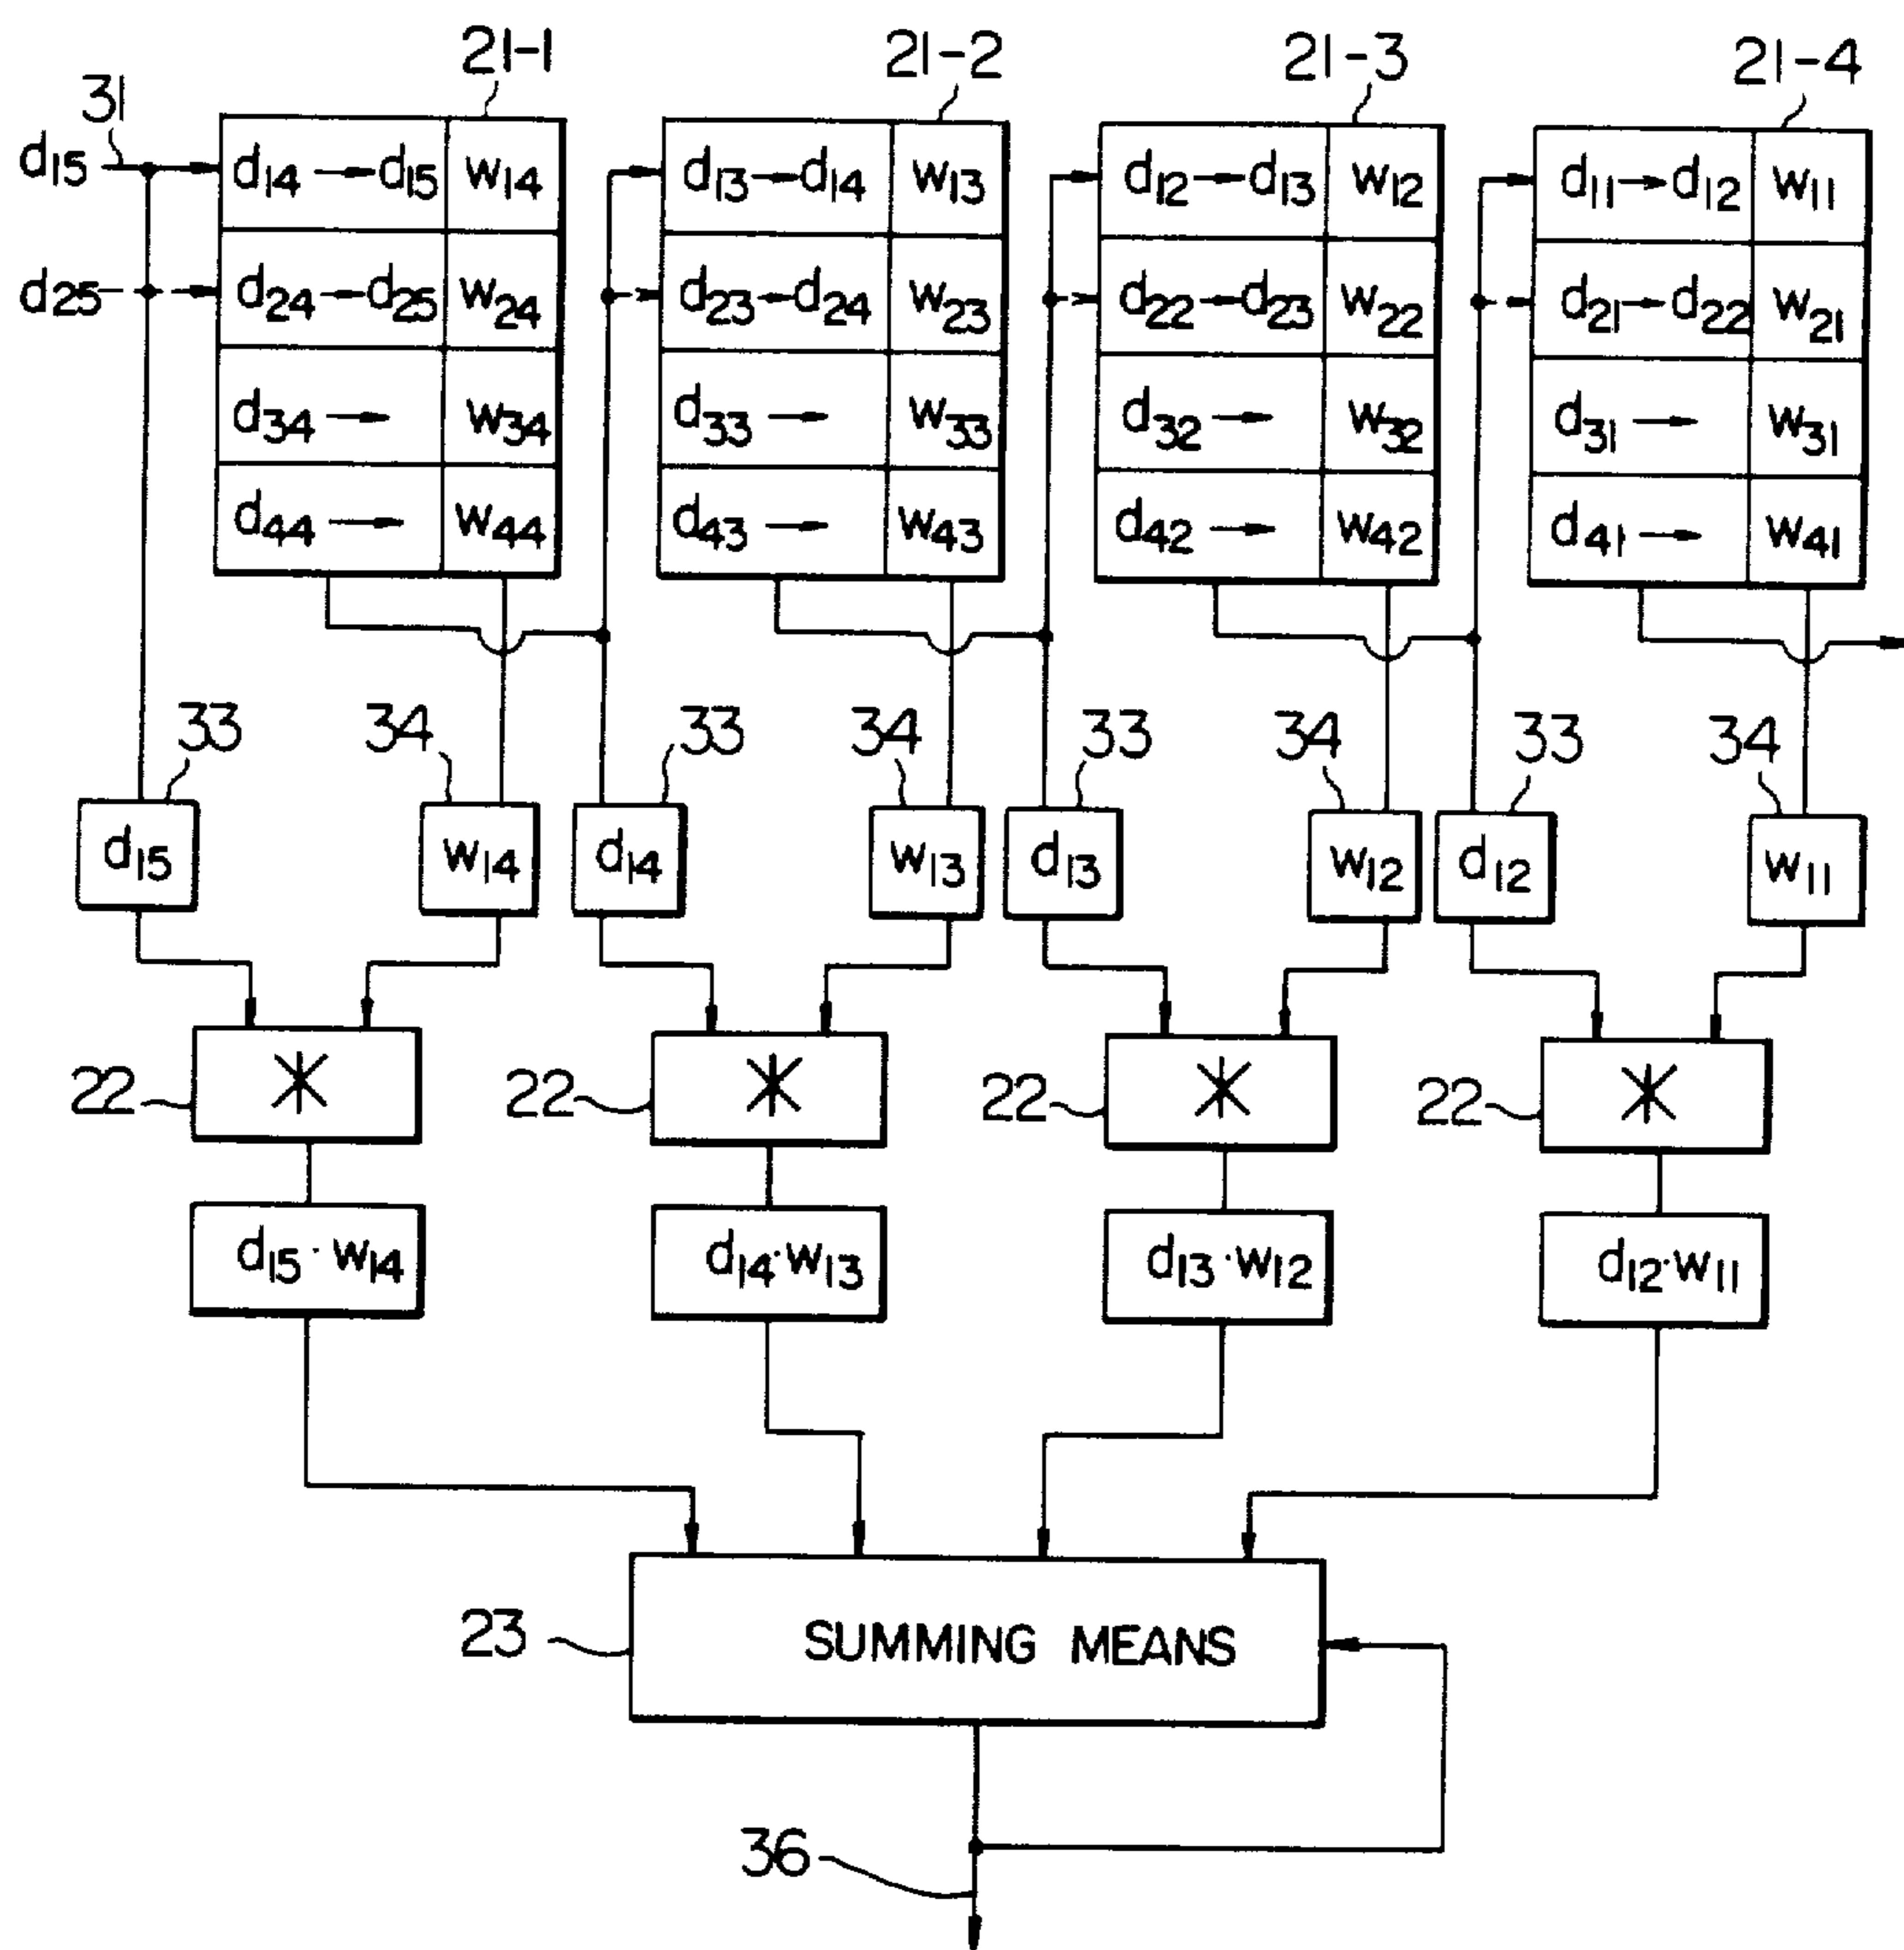 21-1 21-2 21-3 21-4
31
d15 d14 → d15 w14 d13 → d14 w13 d12 → d13 w12 d11 → d12 w11
d25 d24 → d25 w24 d23 → d24 w23 d22 → d23 w22 d21 → d22 w21
d34 → w34 d33 → w33 d32 → w32 d31 → w31
d44 → w44 d43 → w43 d42 → w42 d41 → w41
33 34 33 34 33 34 33 34
d15 w14 d14 w13 d13 w12 d12 w11
22 * 22 * 22 * 22 *
d15·w14 d14·w13 d13·w12 d12·w11
23 SUMMING MEANS
36